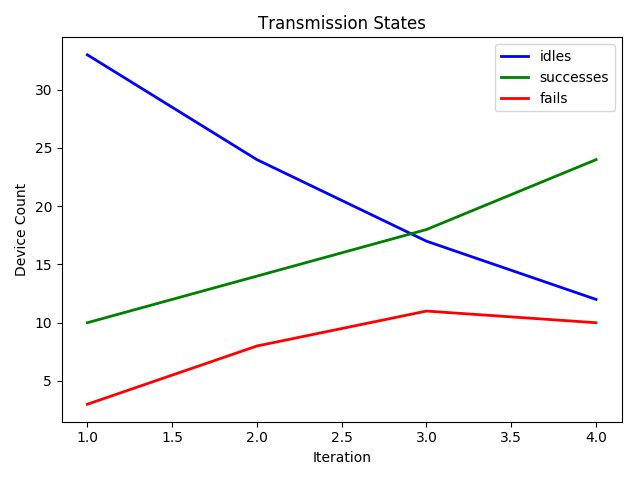 Transmission States
idles
successes
fails
30
25
20
15
10
5
Device Count
1.0 1.5 2.0 2.5 3.0 3.5 4.0
Iteration